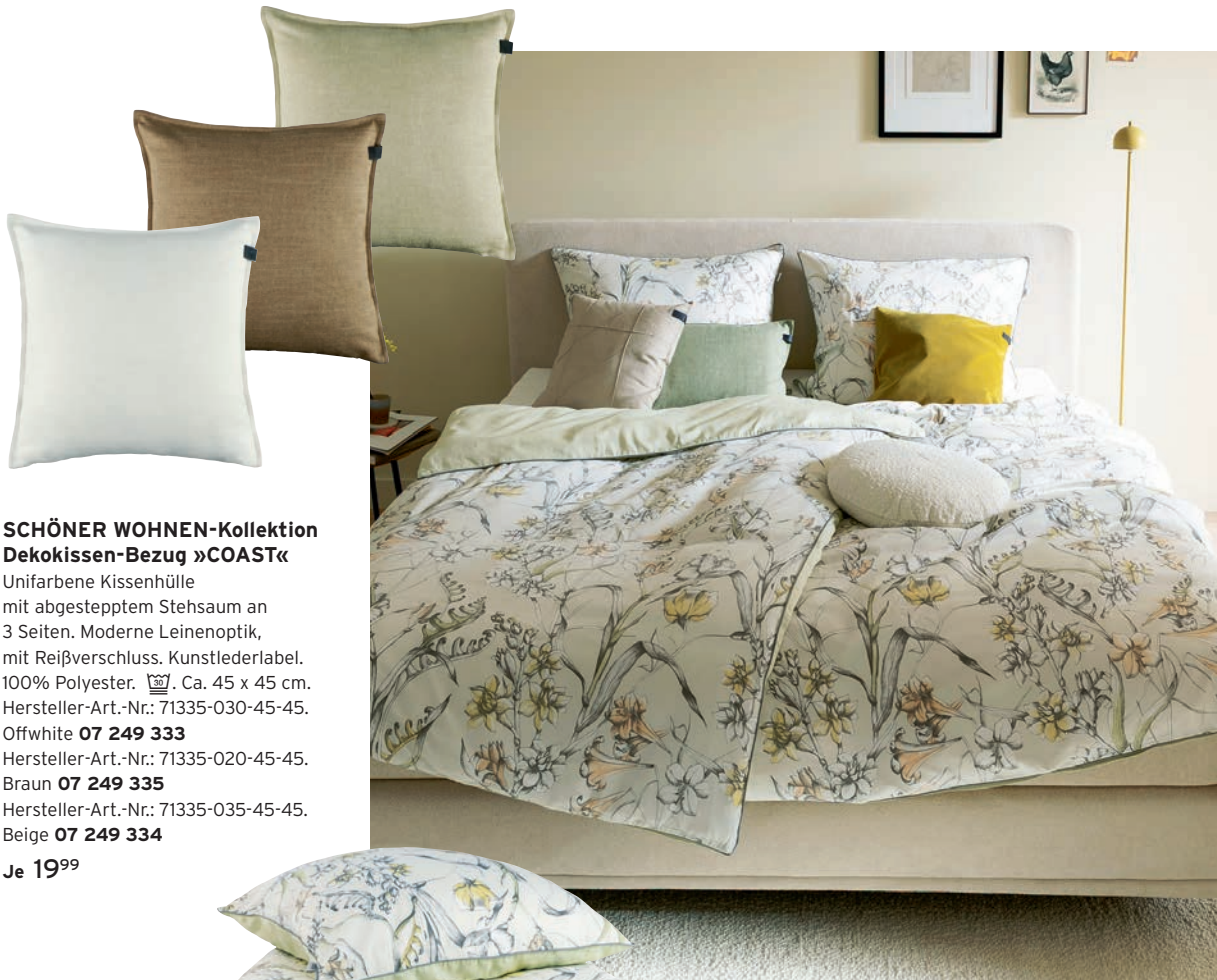 SCHÖNER WOHNEN-Kollektion
Dekokissen-Bezug »COAST«
Unifarbene Kissenhülle
mit abgestepptem Stehsaum an
3 Seiten. Moderne Leinenoptik,
mit Reißverschluss. Kunstlederlabel.
100% Polyester. 30. Ca. 45 x 45 cm.
Hersteller-Art.-Nr.: 71335-030-45-45.
Offwhite 07 249 333
Hersteller-Art.-Nr.: 71335-020-45-45.
Braun 07 249 335
Hersteller-Art.-Nr.: 71335-035-45-45.
Beige 07 249 334
Je 19⁹⁹